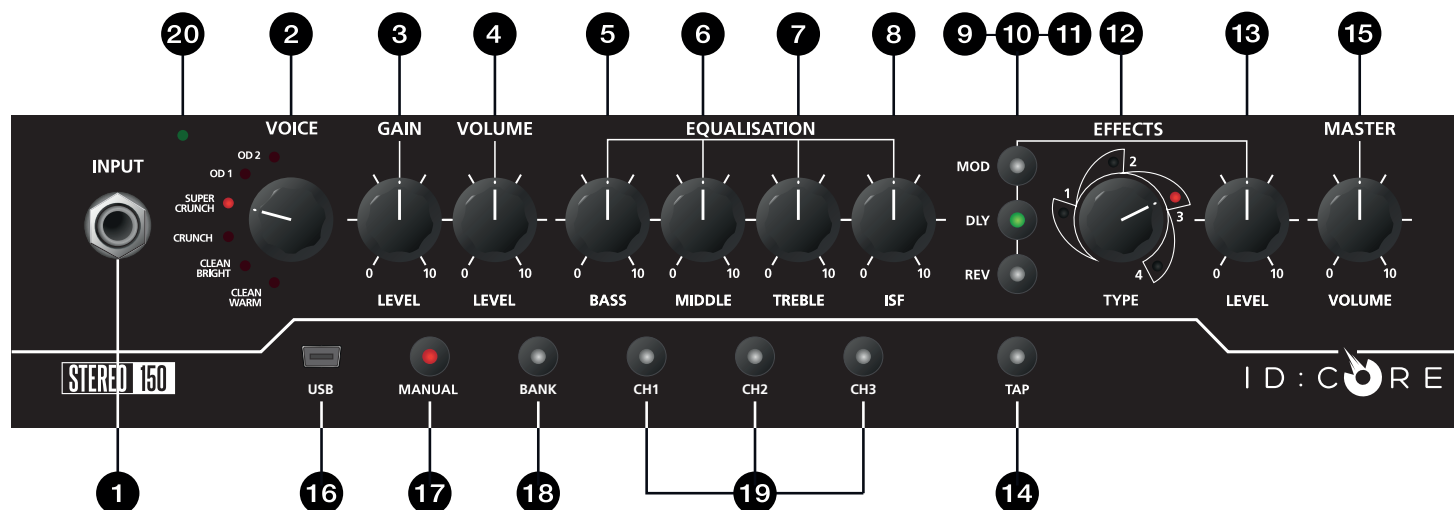 20 2 3 4 5 6 7 8 9 10 11 12 13 15
VOICE GAIN VOLUME EQUALISATION EFFECTS MASTER
INPUT
OD 2
OD 1
SUPER
CRUNCH
CRUNCH
CLEAN
BRIGHT
CLEAN
WARM
0 10
LEVEL
0 10
LEVEL
0 10
BASS
0 10
MIDDLE
0 10
TREBLE
0 10
ISF
MOD
DLY
REV
1
2
3
4
TYPE
0 10
LEVEL
0 10
VOLUME
STEREO 150
USB MANUAL BANK CH1 CH2 CH3 TAP
ID:CORE
1 16 17 18 19 14